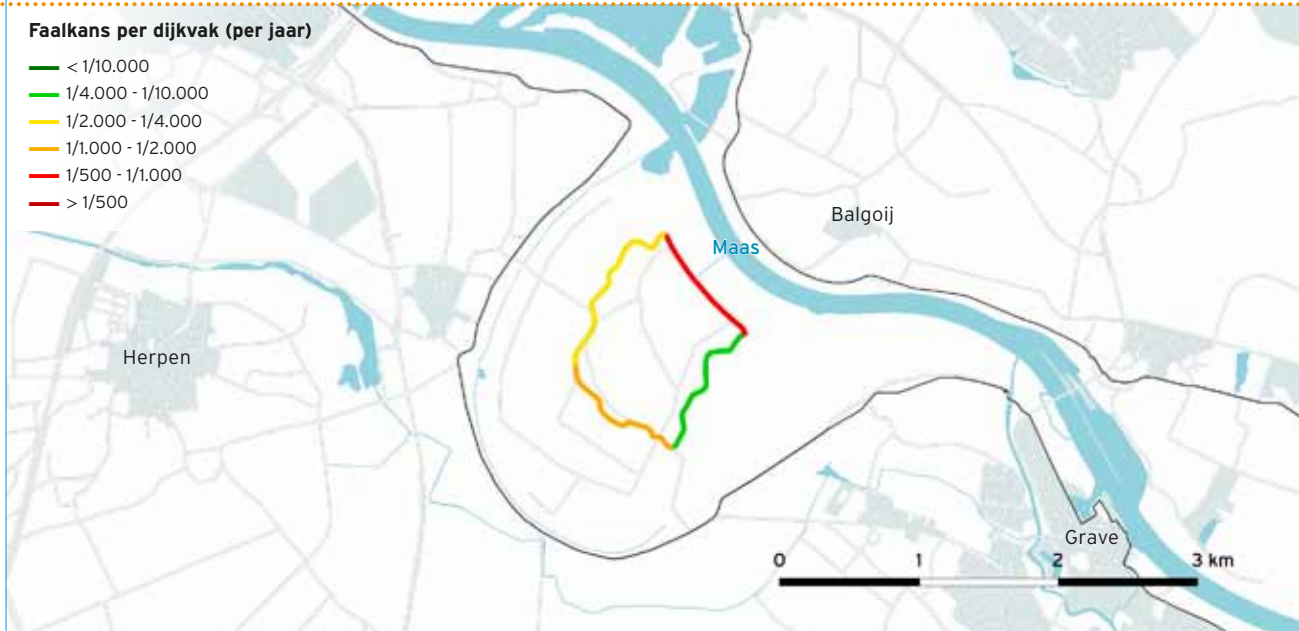 Faalkans per dijkvak (per jaar)
< 1/10.000
1/4.000 - 1/10.000
1/2.000 - 1/4.000
1/1.000 - 1/2.000
1/500 - 1/1.000
> 1/500
Balgoij
Maas
Herpen
Grave
0 1 2 3 km